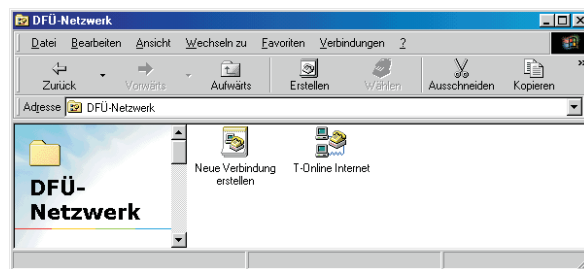 DFÜ-Netzwerk
Datei Bearbeiten Ansicht Wechseln zu Favoriten Verbindungen ?
Zurück Vorwärts Aufwärts Erstellen Wählen Ausschneiden Kopieren »
Adresse DFÜ-Netzwerk
DFÜ-
Netzwerk
Neue Verbindung
erstellen
T-Online Internet